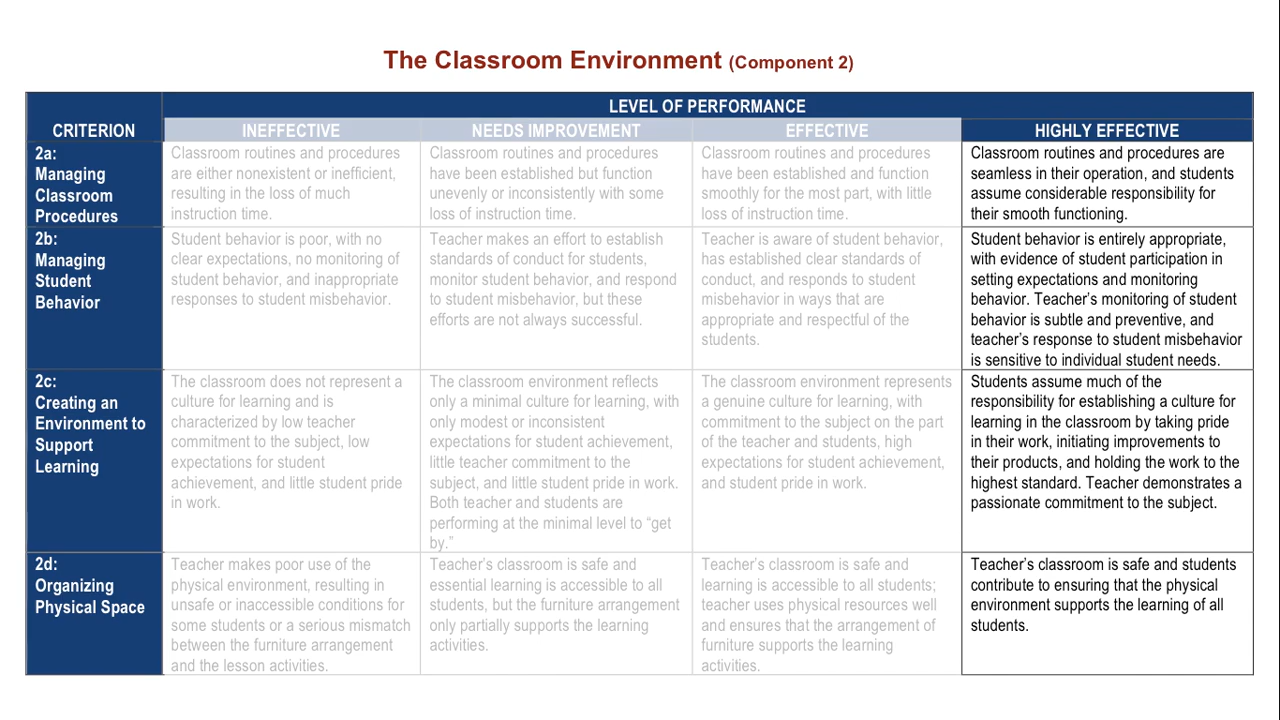 The Classroom Environment (Component 2)
LEVEL OF PERFORMANCE
CRITERION
INEFFECTIVE
NEEDS IMPROVEMENT
EFFECTIVE
HIGHLY EFFECTIVE
2a:
Managing
Classroom
Procedures
Classroom routines and procedures
are either nonexistent or inefficient,
resulting in the loss of much
instruction time.
Classroom routines and procedures
have been established but function
unevenly or inconsistently with some
loss of instruction time.
Classroom routines and procedures
have been established and function
smoothly for the most part, with little
loss of instruction time.
Classroom routines and procedures are
seamless in their operation, and students
assume considerable responsibility for
their smooth functioning.
2b:
Managing
Student
Behavior
Student behavior is poor, with no
clear expectations, no monitoring of
student behavior, and inappropriate
responses to student misbehavior.
Teacher makes an effort to establish
standards of conduct for students,
monitor student behavior, and respond
to student misbehavior, but these
efforts are not always successful.
Teacher is aware of student behavior,
has established clear standards of
conduct, and responds to student
misbehavior in ways that are
appropriate and respectful of the
students.
Student behavior is entirely appropriate,
with evidence of student participation in
setting expectations and monitoring
behavior. Teacher’s monitoring of student
behavior is subtle and preventive, and
teacher’s response to student misbehavior
is sensitive to individual student needs.
2c:
Creating an
Environment to
Support
Learning
The classroom does not represent a
culture for learning and is
characterized by low teacher
commitment to the subject, low
expectations for student
achievement, and little student pride
in work.
The classroom environment reflects
only a minimal culture for learning, with
only modest or inconsistent
expectations for student achievement,
little teacher commitment to the
subject, and little student pride in work.
Both teacher and students are
performing at the minimal level to “get
by.”
The classroom environment represents
a genuine culture for learning, with
commitment to the subject on the part
of the teacher and students, high
expectations for student achievement,
and student pride in work.
Students assume much of the
responsibility for establishing a culture for
learning in the classroom by taking pride
in their work, initiating improvements to
their products, and holding the work to the
highest standard. Teacher demonstrates a
passionate commitment to the subject.
2d:
Organizing
Physical Space
Teacher makes poor use of the
physical environment, resulting in
unsafe or inaccessible conditions for
some students or a serious mismatch
between the furniture arrangement
and the lesson activities.
Teacher’s classroom is safe and
essential learning is accessible to all
students, but the furniture arrangement
only partially supports the learning
activities.
Teacher’s classroom is safe and
learning is accessible to all students;
teacher uses physical resources well
and ensures that the arrangement of
furniture supports the learning
activities.
Teacher’s classroom is safe and students
contribute to ensuring that the physical
environment supports the learning of all
students.